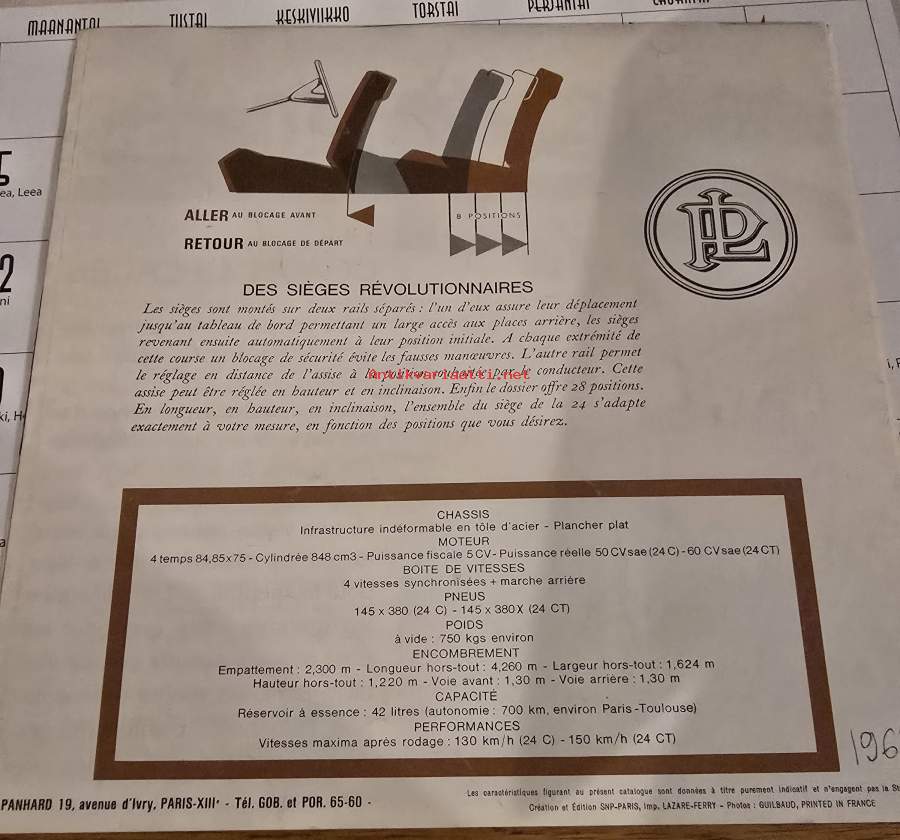 MAANANTAI TIISTAI KESKIVIIKKO TORSTAI PERJANTAI
ea, Leea
ALLER AU BLOCAGE AVANT
8 POSITIONS
RETOUR AU BLOCAGE DE DÉPART
PL
DES SIÈGES RÉVOLUTIONNAIRES
Les sièges sont montés sur deux rails séparés : l'un d'eux assure leur déplacement
jusqu'au tableau de bord permettant un large accès aux places arrière, les sièges
revenant ensuite automatiquement à leur position initiale. A chaque extrémité de
cette course un blocage de sécurité évite les fausses manœuvres. L'autre rail permet
le réglage en distance de l'assise à la position souhaitée par le conducteur. Cette
Antikvariaatti.net
assise peut être réglée en hauteur et en inclinaison. Enfin le dossier offre 28 positions.
En longueur, en hauteur, en inclinaison, l'ensemble du siège de la 24 s'adapte
exactement à votre mesure, en fonction des positions que vous désirez.
CHASSIS
Infrastructure indéformable en tôle d'acier - Plancher plat
MOTEUR
4 temps 84,85x75 - Cylindrée 848 cm3 - Puissance fiscale 5 CV - Puissance réelle 50 CV sae (24 C) - 60 CV sae (24 CT)
BOITE DE VITESSES
4 vitesses synchronisées + marche arrière
PNEUS
145 x 380 (24 C) - 145 x 380 X (24 CT)
POIDS
à vide : 750 kgs environ
ENCOMBREMENT
Empattement : 2,300 m - Longueur hors-tout : 4,260 m - Largeur hors-tout : 1,624 m
Hauteur hors-tout : 1,220 m - Voie avant : 1,30 m - Voie arrière : 1,30 m
CAPACITÉ
Réservoir à essence : 42 litres (autonomie : 700 km, environ Paris-Toulouse)
PERFORMANCES
Vitesses maxima après rodage : 130 km/h (24 C) - 150 km/h (24 CT)
PANHARD 19, avenue d'Ivry, PARIS-XIIIe - Tél. GOB. et POR. 65-60 -
Les caractéristiques figurant au présent catalogue sont données à titre purement indicatif et n'engagent pas la
Création et Édition SNP-PARIS, Imp. LAZARE-FERRY - Photos : GUILBAUD, PRINTED IN FRANCE